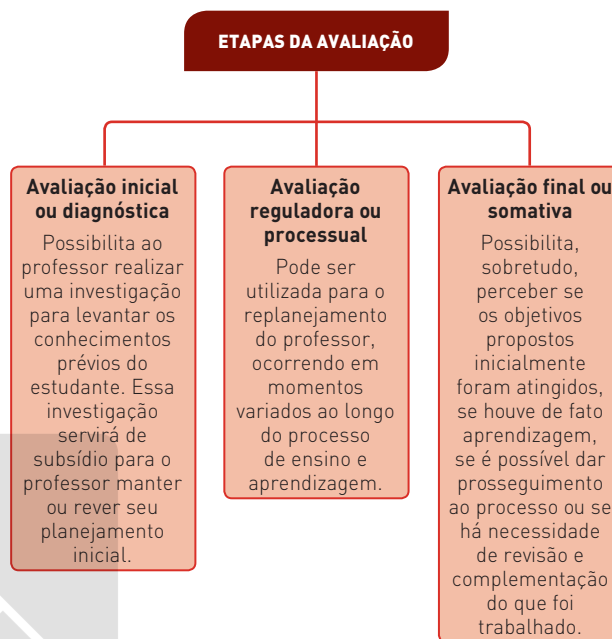 ETAPAS DA AVALIAÇÃO
Avaliação inicial
ou diagnóstica
Possibilita ao
professor realizar
uma investigação
para levantar os
conhecimentos
prévios do
estudante. Essa
investigação
servirá de
subsídio para o
professor manter
ou rever seu
planejamento
inicial.
Avaliação
reguladora ou
processual
Pode ser
utilizada para o
replanejamento
do professor,
ocorrendo em
momentos
variados ao longo
do processo
de ensino e
aprendizagem.
Avaliação final ou
somativa
Possibilita,
sobretudo,
perceber se
os objetivos
propostos
inicialmente
foram atingidos,
se houve de fato
aprendizagem,
se é possível dar
prosseguimento
ao processo ou se
há necessidade
de revisão e
complementação
do que foi
trabalhado.